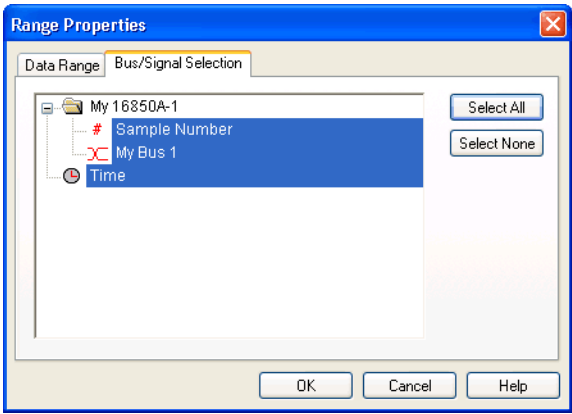 Range Properties
Data Range
Bus/Signal Selection
My 16850A-1
# Sample Number
My Bus 1
Time
Select All
Select None
OK
Cancel
Help